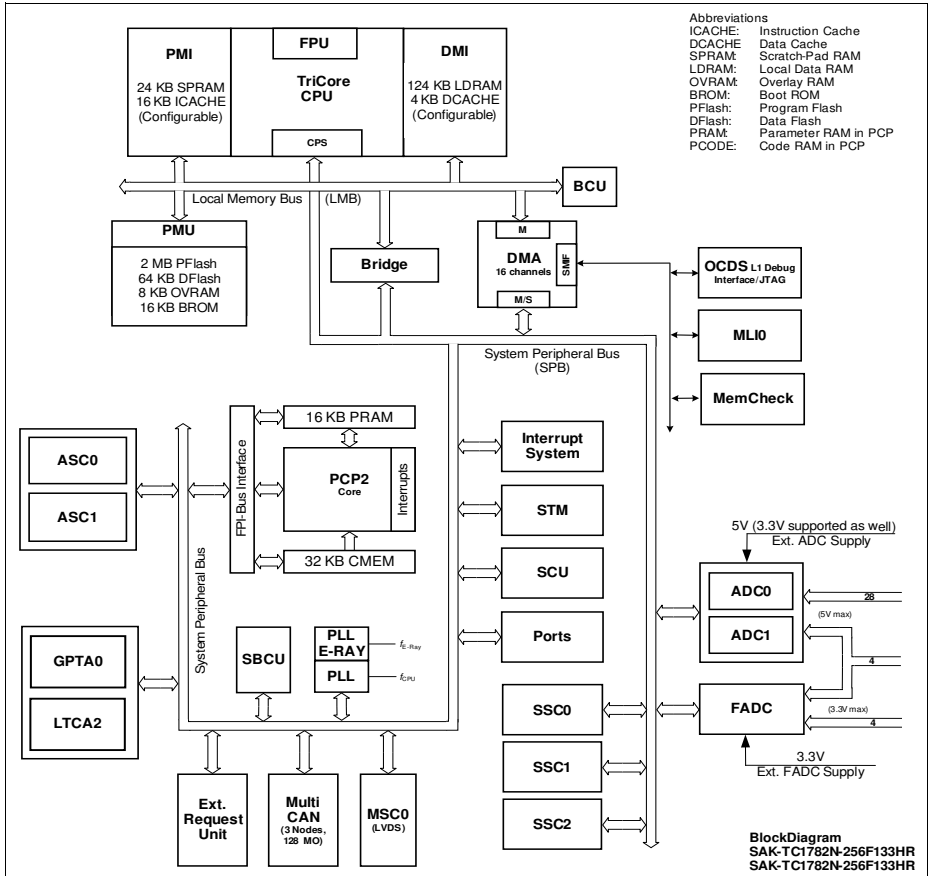 Abbreviations
ICACHE: Instruction Cache
DCACHE Data Cache
SPRAM: Scratch-Pad RAM
LDRAM: Local Data RAM
OVRAM: Overlay RAM
BROM: Boot ROM
PFlash: Program Flash
DFlash: Data Flash
PRAM: Parameter RAM in PCP
PCODE: Code RAM in PCP
PMI
24 KB SPRAM
16 KB ICACHE
(Configurable)
FPU
TriCore
CPU
CPS
DMI
124 KB LDRAM
4 KB DCACHE
(Configurable)
BCU
Local Memory Bus (LMB)
PMU
2 MB PFlash
64 KB DFlash
8 KB OVRAM
16 KB BROM
Bridge
M
DMA
16 channels
SMIF
M/S
OCDS L1 Debug
Interface/JTAG
MLI0
MemCheck
System Peripheral Bus
(SPB)
ASC0
ASC1
FPI-Bus Interface
16 KB PRAM
PCP2
Core
Interrupts
32 KB CMEM
Interrupt
System
STM
SCU
Ports
5V (3.3V supported as well)
Ext. ADC Supply
ADC0
ADC1
28
(5V max)
4
System Peripheral Bus
GPTA0
LTCA2
SBCU
PLL
E-RAY
fE-Ray
PLL
fCPU
SSC0
SSC1
SSC2
FADC
(3.3V max)
4
3.3V
Ext. FADC Supply
Ext.
Request
Unit
Multi
CAN
(3 Nodes,
128 MO)
MSC0
(LVDS)
BlockDiagram
SAK-TC1782N-256F133HR
SAK-TC1782N-256F133HR